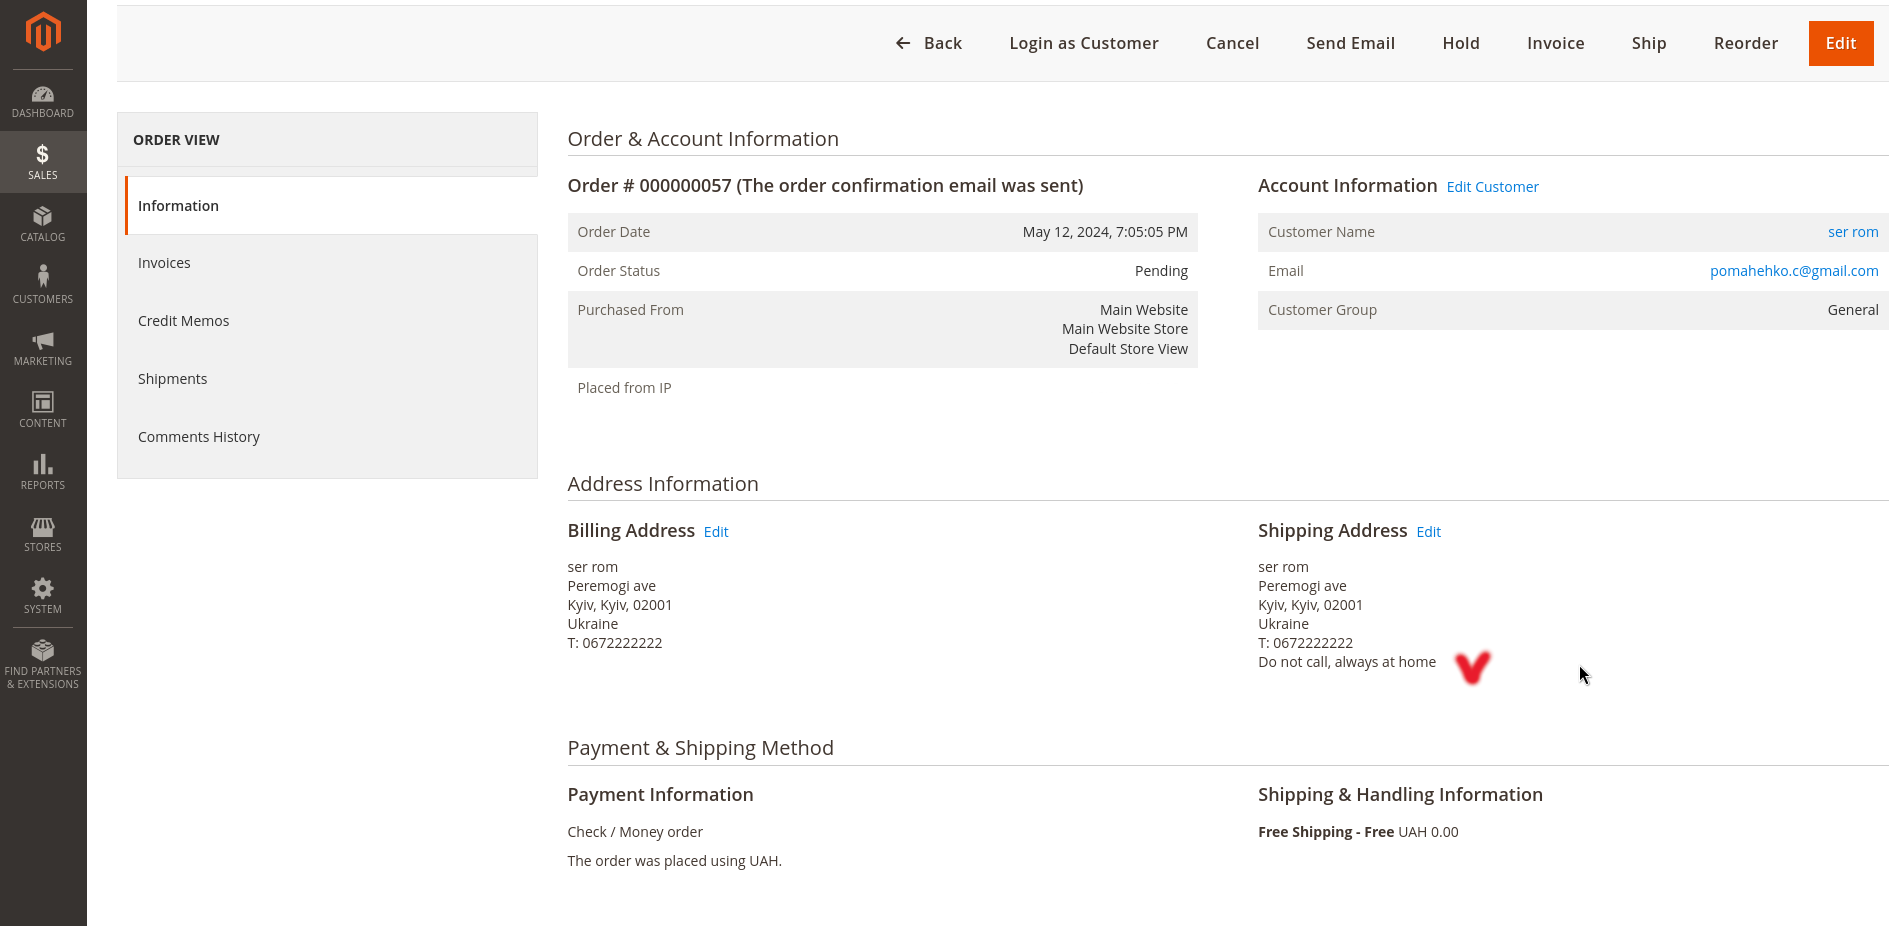 Back
Login as Customer
Cancel
Send Email
Hold
Invoice
Ship
Reorder
Edit
DASHBOARD
$
SALES
CATALOG
CUSTOMERS
MARKETING
CONTENT
REPORTS
STORES
SYSTEM
FIND PARTNERS
& EXTENSIONS
ORDER VIEW
Information
Invoices
Credit Memos
Shipments
Comments History
Order & Account Information
Order # 000000057 (The order confirmation email was sent)
Order Date May 12, 2024, 7:05:05 PM
Order Status Pending
Purchased From Main Website
Main Website Store
Default Store View
Placed from IP
Account Information Edit Customer
Customer Name ser rom
Email pomahehko.c@gmail.com
Customer Group General
Address Information
Billing Address Edit
ser rom
Peremogi ave
Kyiv, Kyiv, 02001
Ukraine
T: 0672222222
Shipping Address Edit
ser rom
Peremogi ave
Kyiv, Kyiv, 02001
Ukraine
T: 0672222222
Do not call, always at home
Payment & Shipping Method
Payment Information
Check / Money order
The order was placed using UAH.
Shipping & Handling Information
Free Shipping - Free UAH 0.00